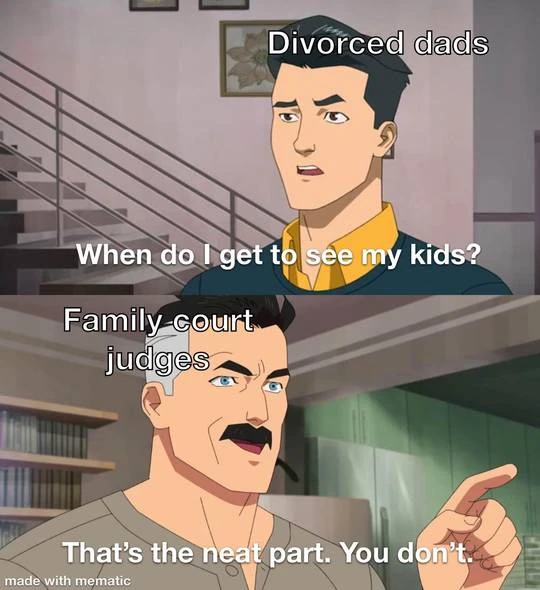 Divorced dads
When do I get to see my kids?
Family court
judges
That's the neat part. You don't.
made with mematic